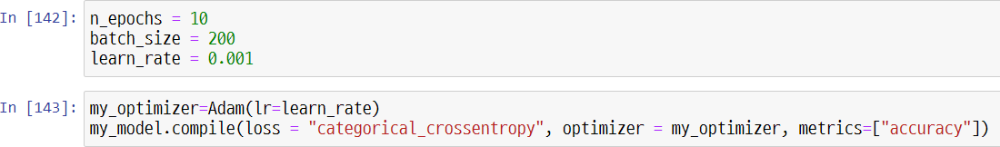 In [142]: n_epochs = 10
batch_size = 200
learn_rate = 0.001
In [143]: my_optimizer=Adam(lr=learn_rate)
my_model.compile(loss = "categorical_crossentropy", optimizer = my_optimizer, metrics=["accuracy"])